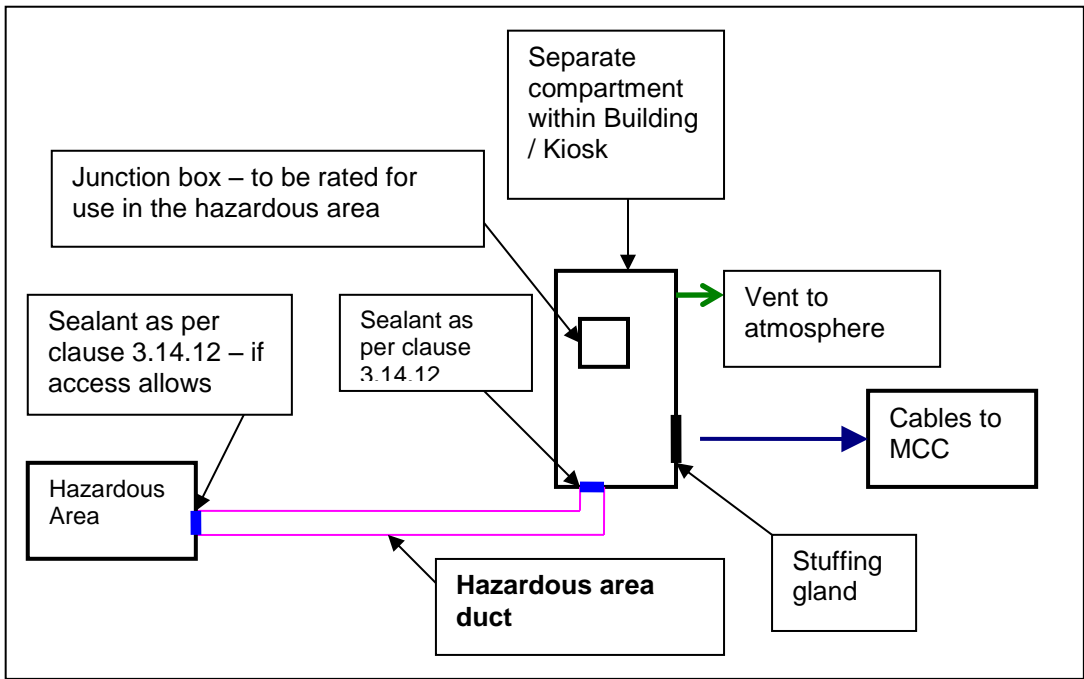 Separate
compartment
within Building
/ Kiosk
Junction box – to be rated for
use in the hazardous area
Sealant as per
clause 3.14.12 – if
access allows
Sealant as
per clause
3.14.12
Vent to
atmosphere
Cables to
MCC
Hazardous
Area
Stuffing
gland
Hazardous area
duct